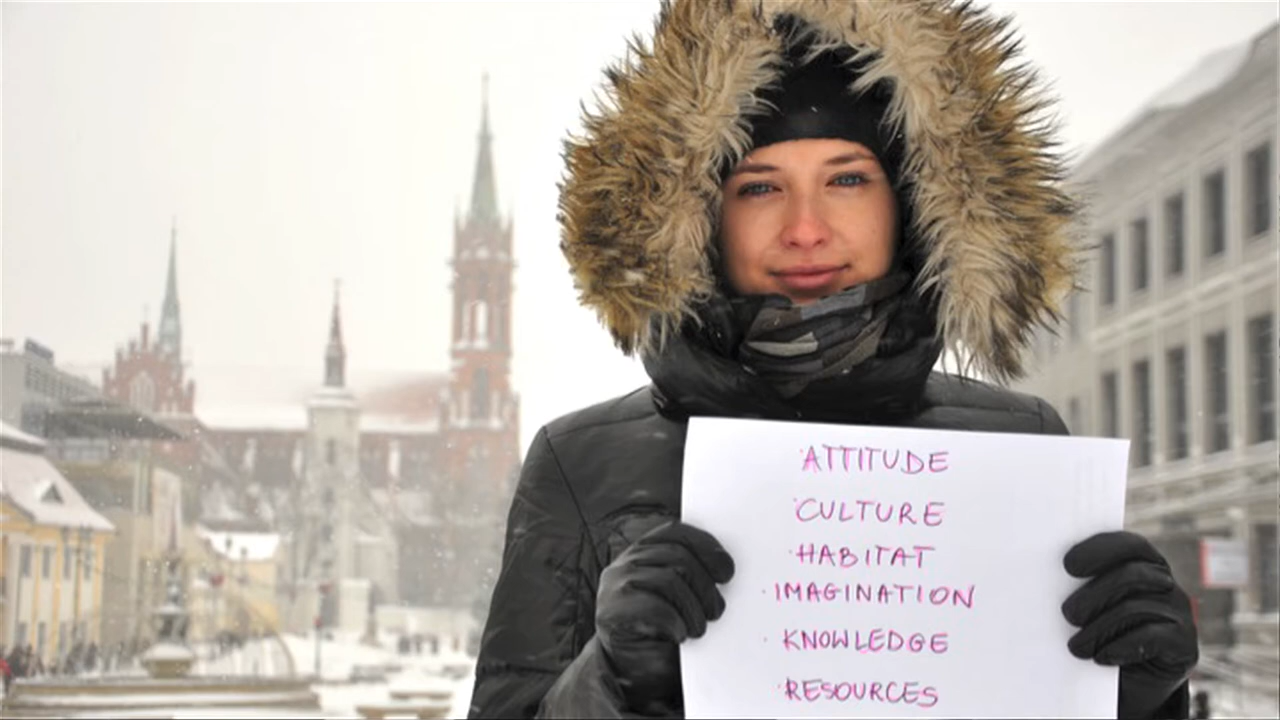 ATTITUDE
CULTURE
HABITAT
IMAGINATION
KNOWLEDGE
RESOURCES